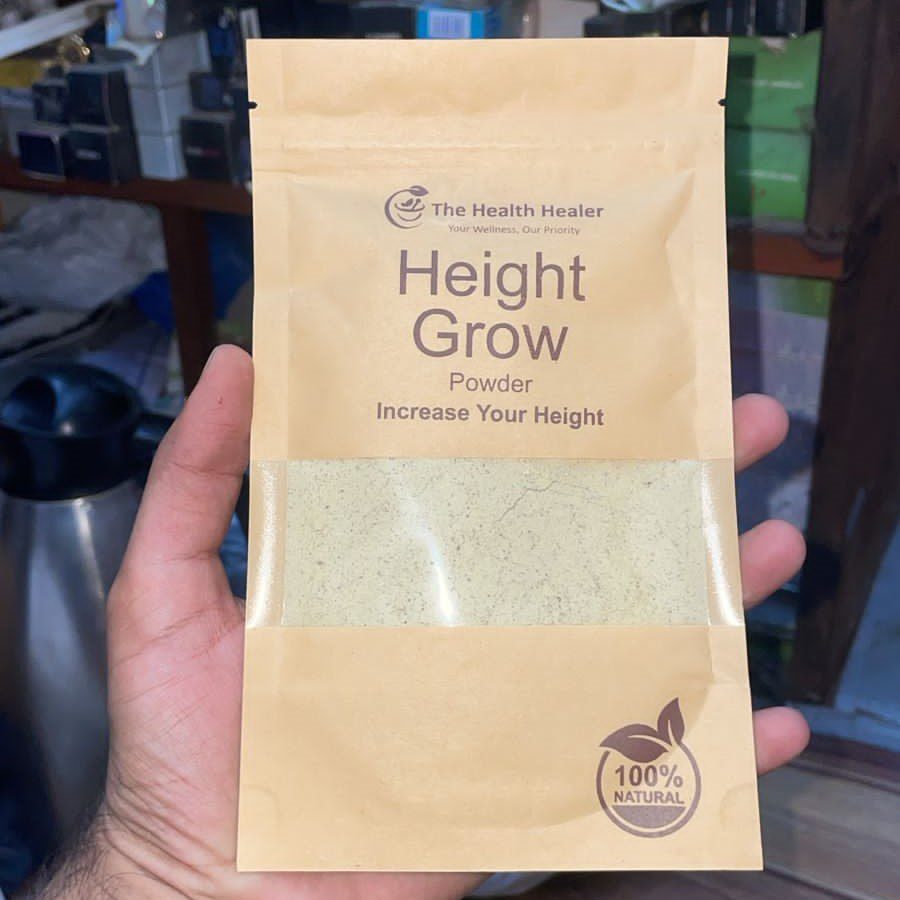 The Health Healer
Your Wellness, Our Priority
Height
Grow
Powder
Increase Your Height
100%
NATURAL